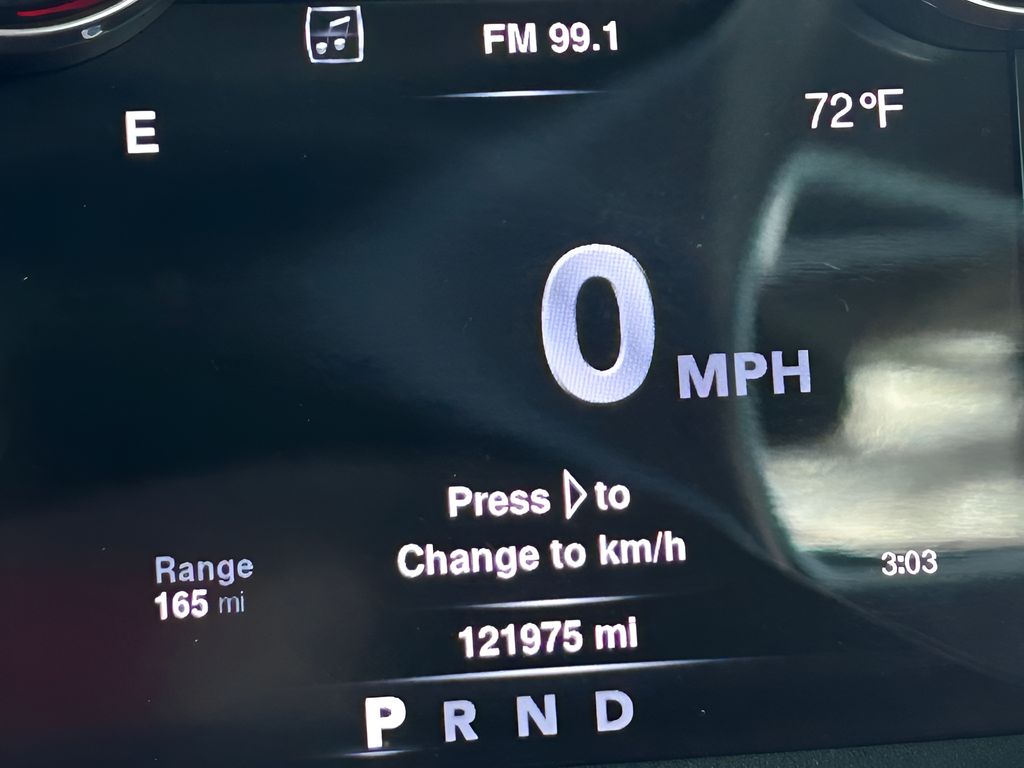 FM 99.1
72°F
E
0 MPH
Press ▷ to
Change to km/h
Range
165 mi
3:03
121975 mi
P R N D